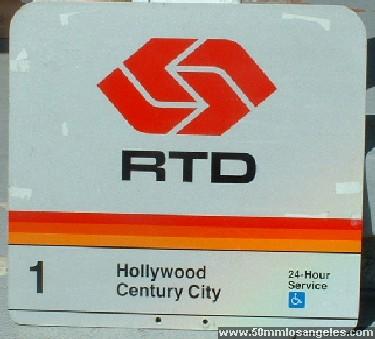 RTD
1
Hollywood
Century City
24-Hour
Service
www.50mmlosangeles.com